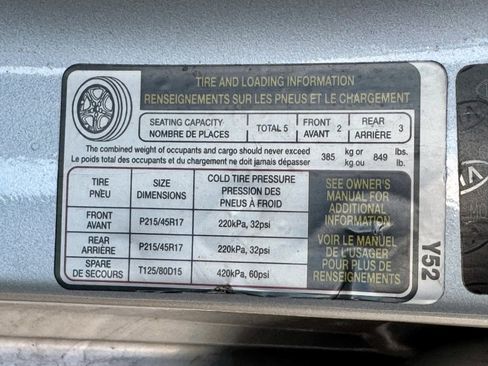 TIRE AND LOADING INFORMATION
RENSEIGNEMENTS SUR LES PNEUS ET LE CHARGEMENT
SEATING CAPACITY
NOMBRE DE PLACES
TOTAL 5
FRONT
AVANT 2
REAR
ARRIÈRE 3
The combined weight of occupants and cargo should never exceed
Le poids total des occupants et du chargement ne doit jamais dépasser
385
kg or
kg ou
849
lbs.
lb.
TIRE
PNEU
SIZE
DIMENSIONS
COLD TIRE PRESSURE
PRESSION DES
PNEUS À FROID
FRONT
AVANT
P215/45R17
220kPa, 32psi
REAR
ARRIÈRE
P215/45R17
220kPa, 32psi
SPARE
DE SECOURS
T125/80D15
420kPa, 60psi
SEE OWNER'S
MANUAL FOR
ADDITIONAL
INFORMATION
VOIR LE MANUEL
DE L'USAGER
POUR PLUS DE
RENSEIGNEMENTS
Y52